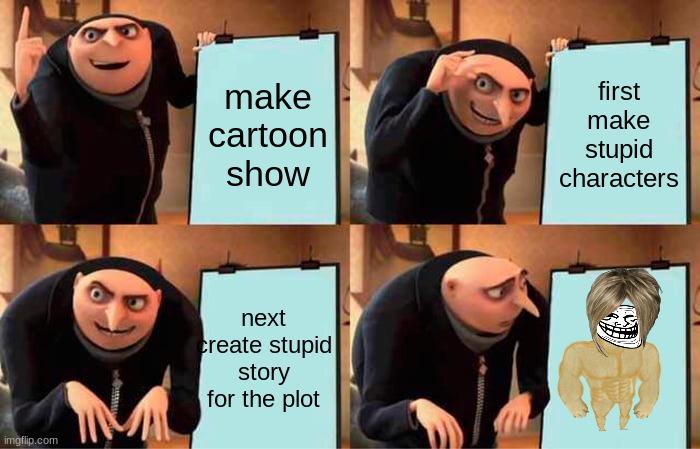 make
cartoon
show
first
make
stupid
characters
next
create stupid
story
for the plot
imgflip.com